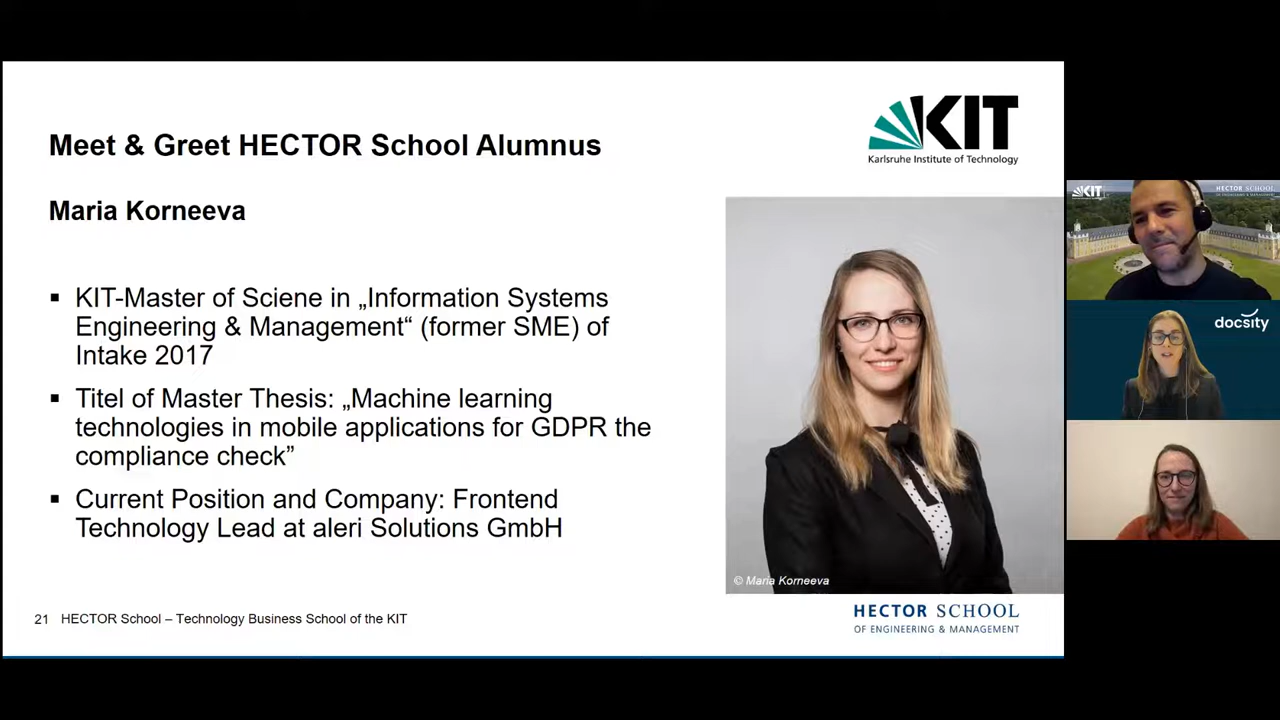 Meet & Greet HECTOR School Alumnus
KIT
Karlsruhe Institute of Technology
Maria Korneeva
KIT-Master of Sciene in „Information Systems
Engineering & Management“ (former SME) of
Intake 2017
Titel of Master Thesis: „Machine learning
technologies in mobile applications for GDPR the
compliance check”
Current Position and Company: Frontend
Technology Lead at aleri Solutions GmbH
© Maria Korneeva
21 HECTOR School – Technology Business School of the KIT
HECTOR SCHOOL
OF ENGINEERING & MANAGEMENT
KIT
HECTOR SCHOOL
docsity